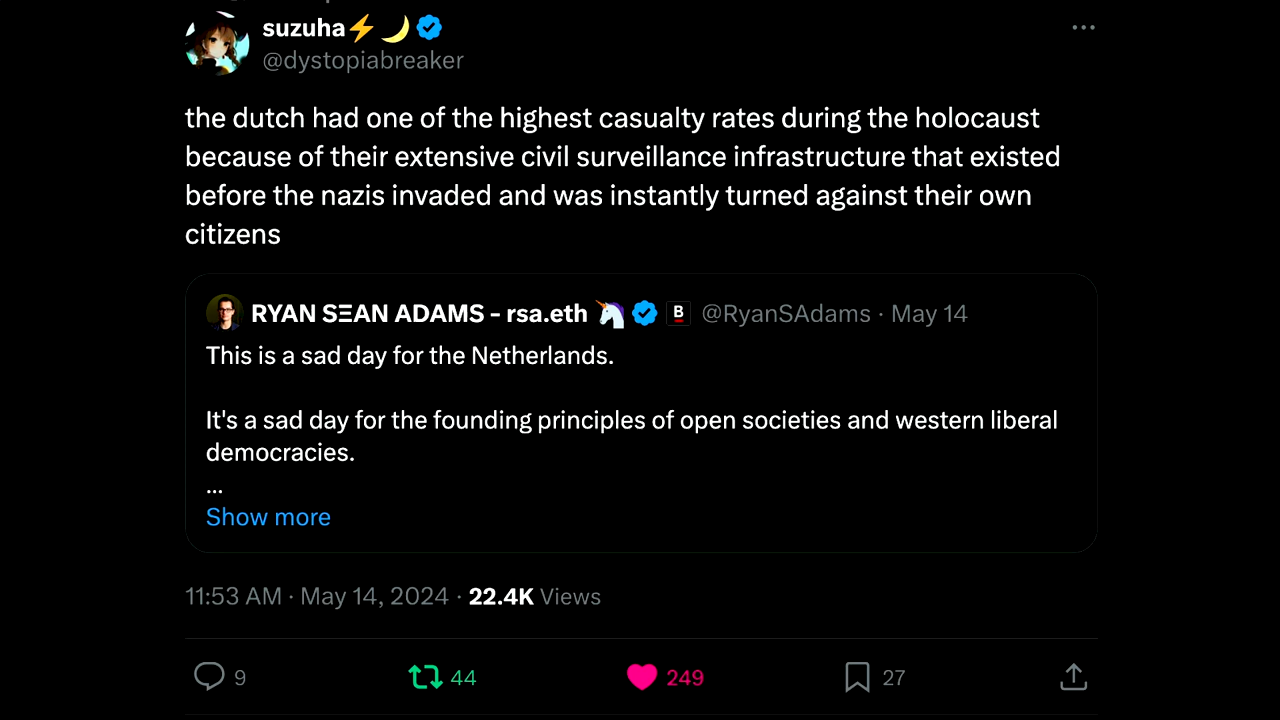 suzuha⚡🌙
@dystopiabreaker
the dutch had one of the highest casualty rates during the holocaust
because of their extensive civil surveillance infrastructure that existed
before the nazis invaded and was instantly turned against their own
citizens
RYAN SΞAN ADAMS - rsa.eth 🦄 B @RyanSAdams · May 14
This is a sad day for the Netherlands.
It's a sad day for the founding principles of open societies and western liberal
democracies.
...
Show more
11:53 AM · May 14, 2024 · 22.4K Views
9 44 249 27